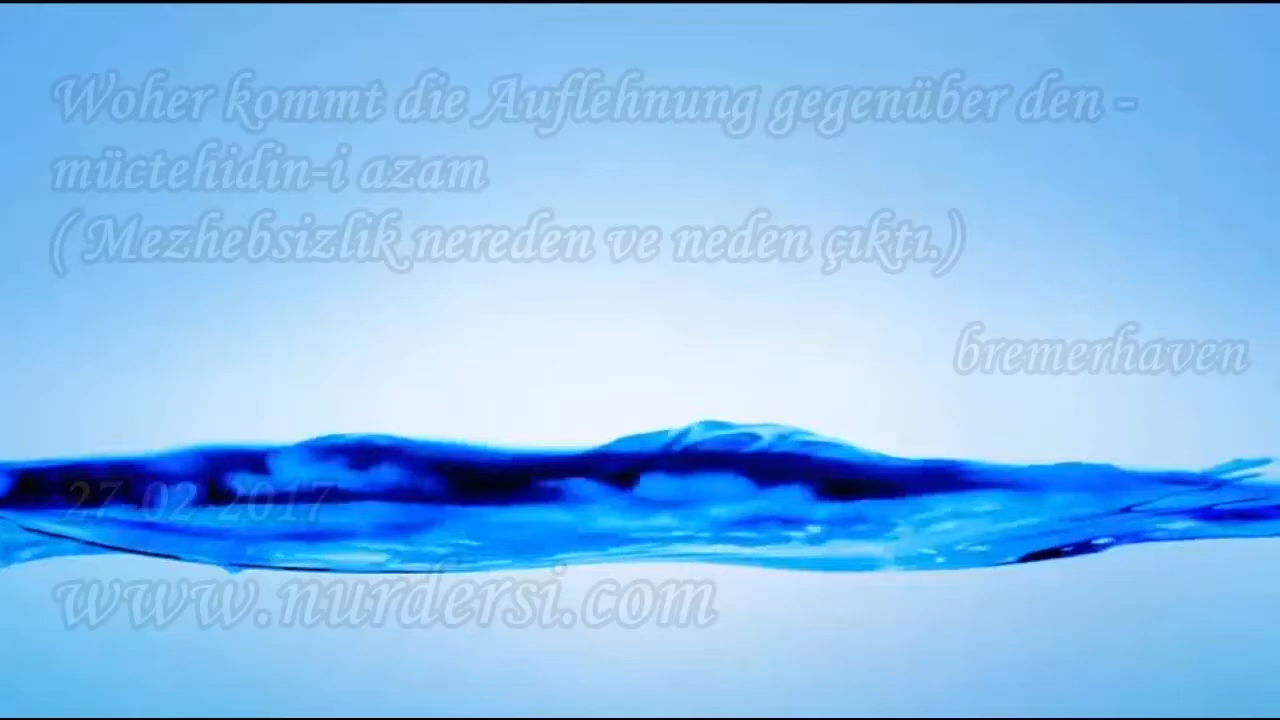 Woher kommt die Auflehnung gegenüber den -
müctehidin-i azam
( Mezhebsizlik nereden ve neden çıktı.)
bremerhaven
27-02-2017
www.nurdersi.com